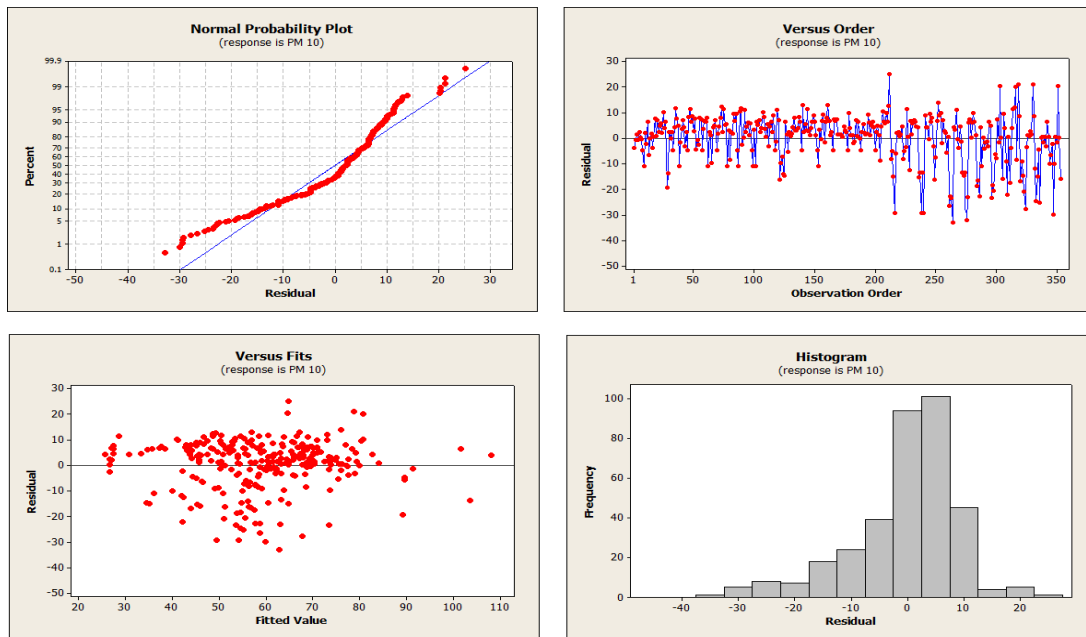 Normal Probability Plot
(response is PM 10)
99.9
99
95
90
80
70
60
50
40
30
20
10
5
1
0.1
Percent
-50 -40 -30 -20 -10 0 10 20 30
Residual
Versus Order
(response is PM 10)
30
20
10
0
-10
-20
-30
-40
-50
Residual
1 50 100 150 200 250 300 350
Observation Order
Versus Fits
(response is PM 10)
30
20
10
0
-10
-20
-30
-40
-50
Residual
20 30 40 50 60 70 80 90 100 110
Fitted Value
Histogram
(response is PM 10)
100
80
60
40
20
0
Frequency
-40 -30 -20 -10 0 10 20
Residual